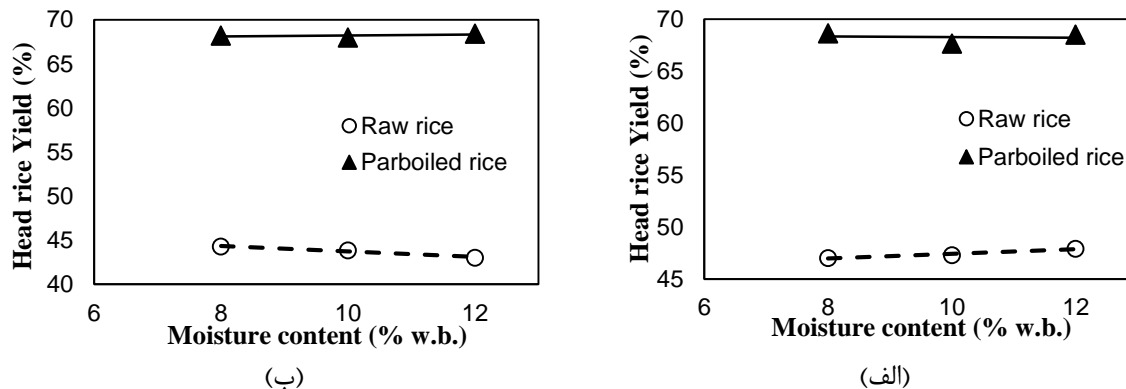 Head rice Yield (%)
70
65
60
55
50
45
40
Raw rice
Parboiled rice
6
8
10
12
Moisture content (% w.b.)
(ب)
Head rice Yield (%)
70
65
60
55
50
45
Raw rice
Parboiled rice
6
8
10
12
Moisture content (% w.b.)
(الف)